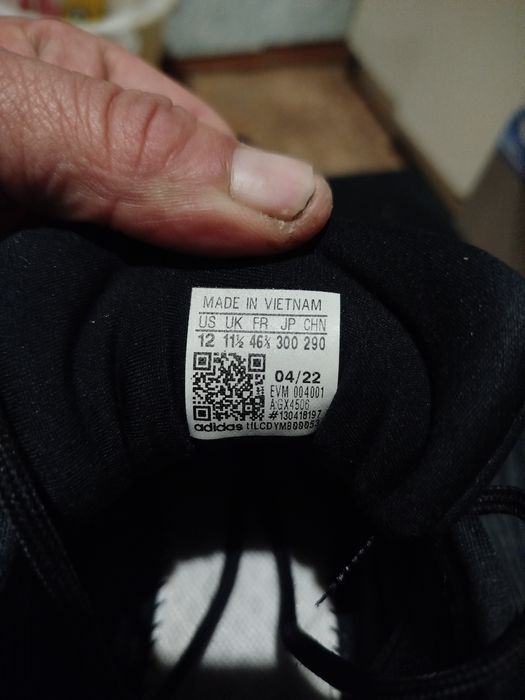 MADE IN VIETNAM
US UK FR JP CHN
12 11½ 46⅔ 300 290
04/22
EVM 004001
A:GX4506
#130418197
adidas